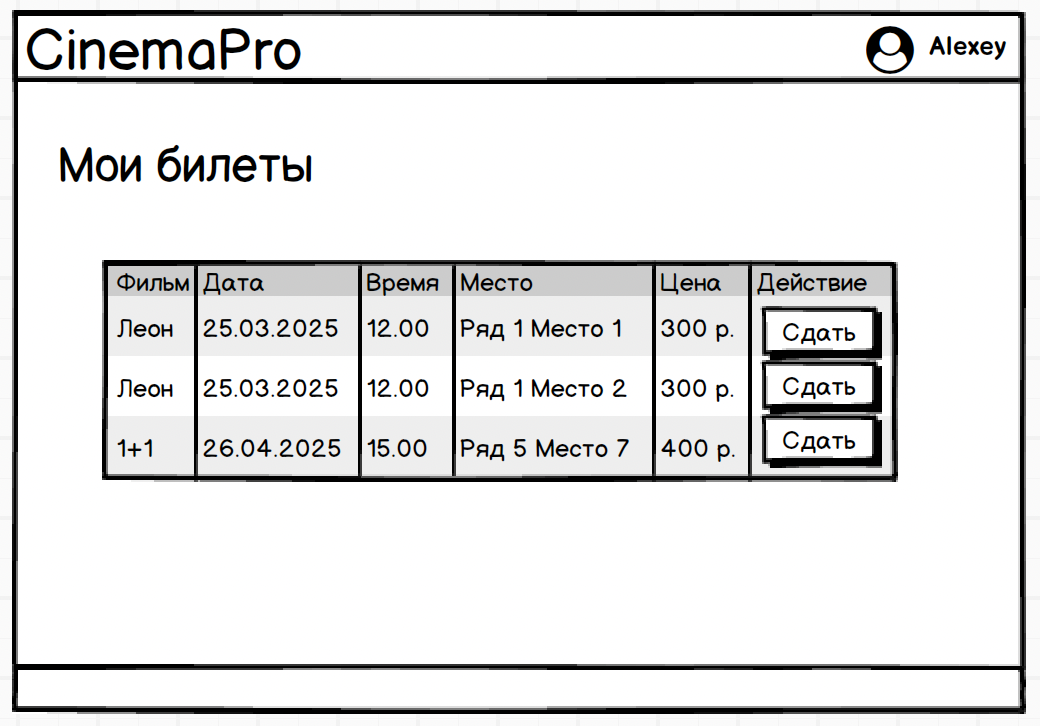 CinemaPro
Alexey
Мои билеты
Фильм Дата Время Место Цена Действие
Леон 25.03.2025 12.00 Ряд 1 Место 1 300 р. Сдать
Леон 25.03.2025 12.00 Ряд 1 Место 2 300 р. Сдать
1+1 26.04.2025 15.00 Ряд 5 Место 7 400 р. Сдать